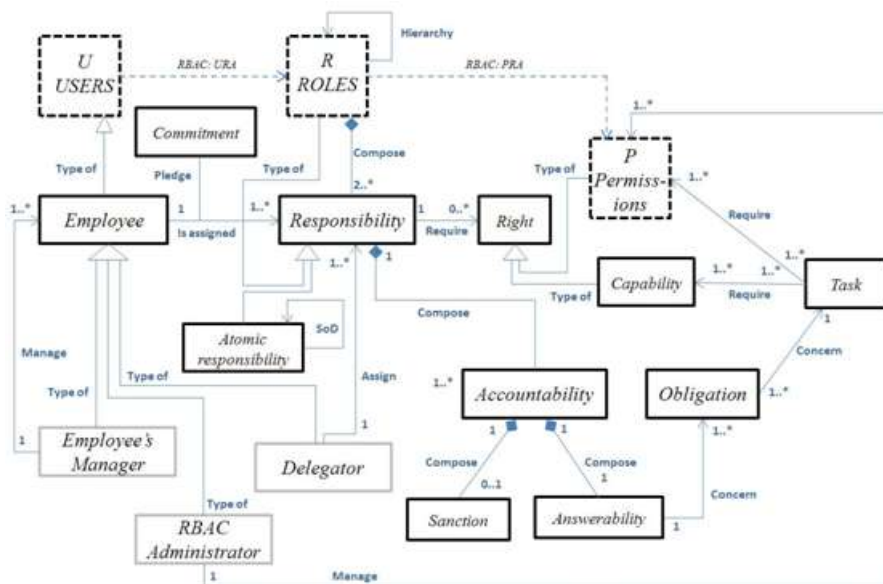 U
USERS
RBAC: URA
R
ROLES
Hierarchy
RBAC: PRA
Commitment
1..*
P
Permiss-
ions
Type of
Pledge
Type of
Compose
Type of
1..*
2..*
1..*
Employee
1
Is assigned
1..*
Responsibility
1
Require
0..*
Right
Require
1..*
1
Capability
1..*
1..*
1..*
Task
Type of
Require
1
SoD
Atomic
responsibility
Compose
Concern
Manage
Type of
Type of
Assign
1..*
Accountability
Obligation
1..*
1
Employee's
Manager
1
Delegator
1
1
1..*
Compose
Compose
0..1
1
Concern
Type of
Sanction
Answerability
1
RBAC
Administrator
1
Manage